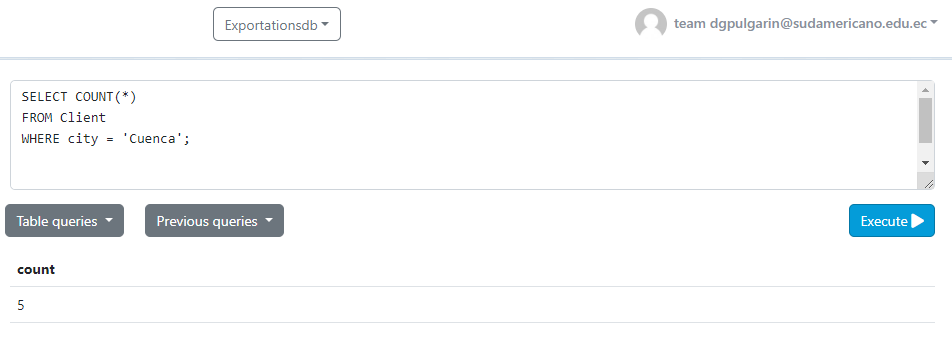 Exportationsdb
team dgpulgarin@sudamericano.edu.ec
SELECT COUNT(*)
FROM Client
WHERE city = 'Cuenca';
Table queries
Previous queries
Execute
count
5